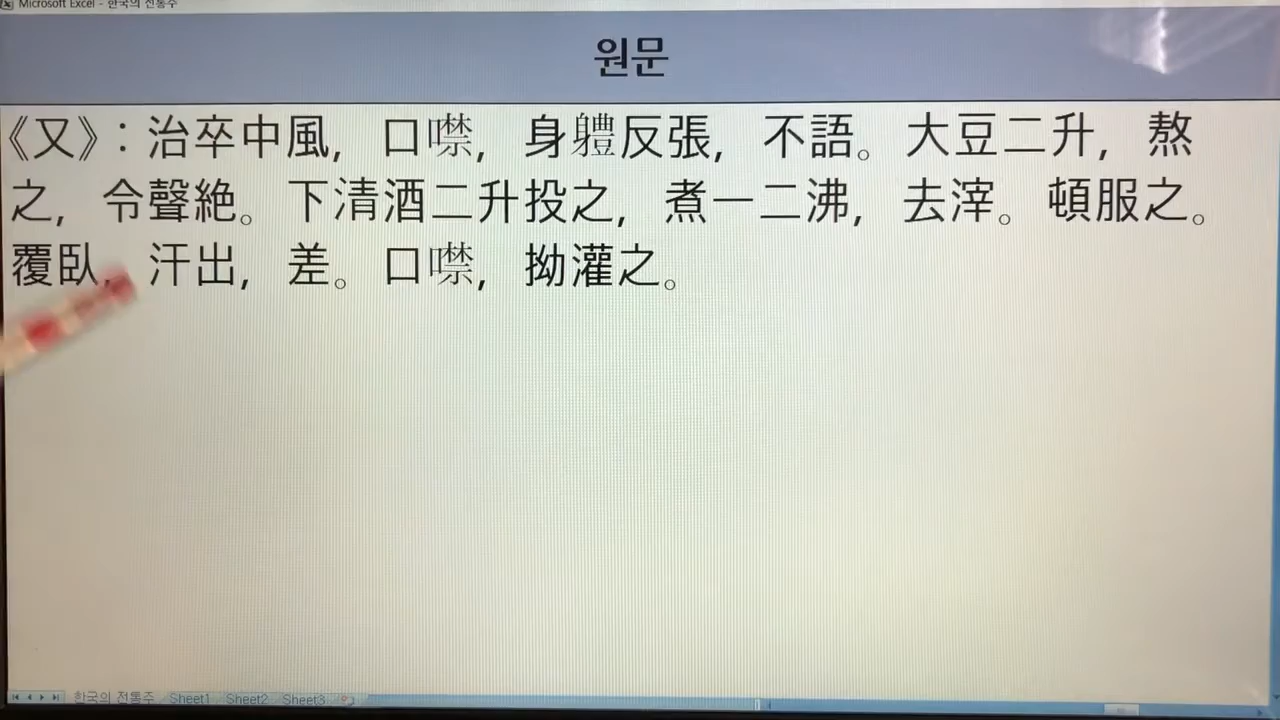 Microsoft Excel - 한국의 전통주
원문
《又》：治卒中風，口噤，身軆反張，不語。大豆二升，熬
之，令聲絶。下清酒二升投之，煮一二沸，去滓。頓服之。
覆臥，汗出，差。口噤，拗灌之。
한국의 전통주 Sheet1 Sheet2 Sheet3